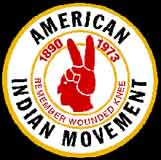 AMERICAN
1890 1973
REMEMBER WOUNDED KNEE
INDIAN MOVEMENT